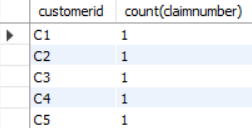 customerid count(claimnumber)
C1 1
C2 1
C3 1
C4 1
C5 1